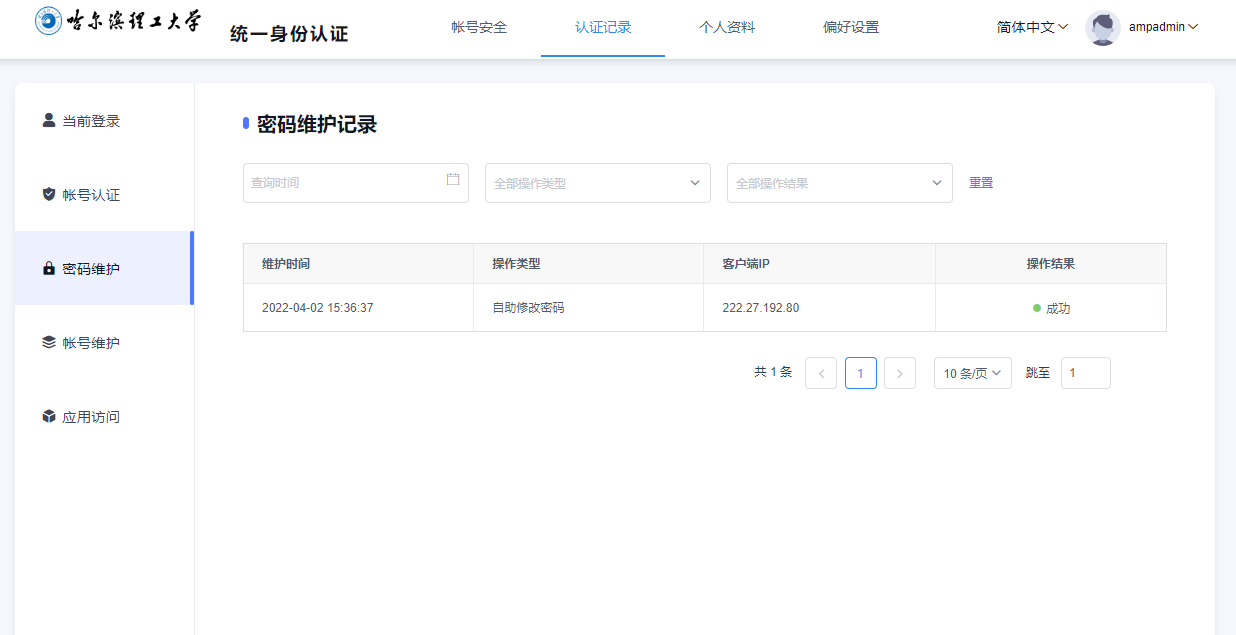 哈尔滨理工大学
统一身份认证
帐号安全
认证记录
个人资料
偏好设置
简体中文
ampadmin
当前登录
帐号认证
密码维护
帐号维护
应用访问
密码维护记录
查询时间
全部操作类型
全部操作结果
重置
维护时间 操作类型 客户端IP 操作结果
2022-04-02 15:36:37 自助修改密码 222.27.192.80 成功
共 1 条 1 10 条/页 跳至 1